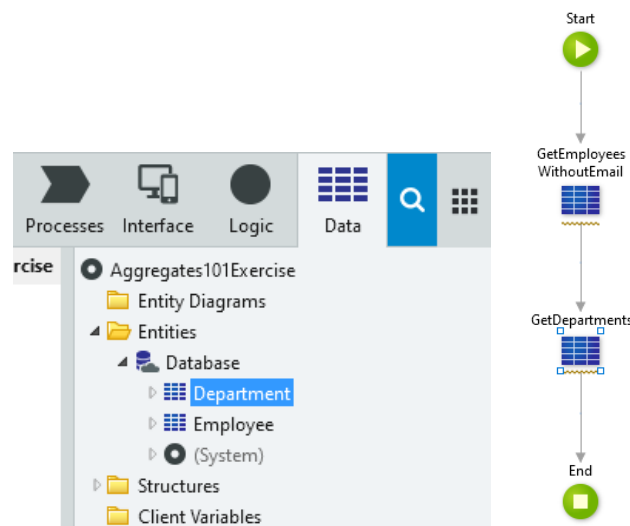 Start
GetEmployees
WithoutEmail
GetDepartments
End
Processes
Interface
Logic
Data
rcise
Aggregates101Exercise
Entity Diagrams
Entities
Database
Department
Employee
(System)
Structures
Client Variables